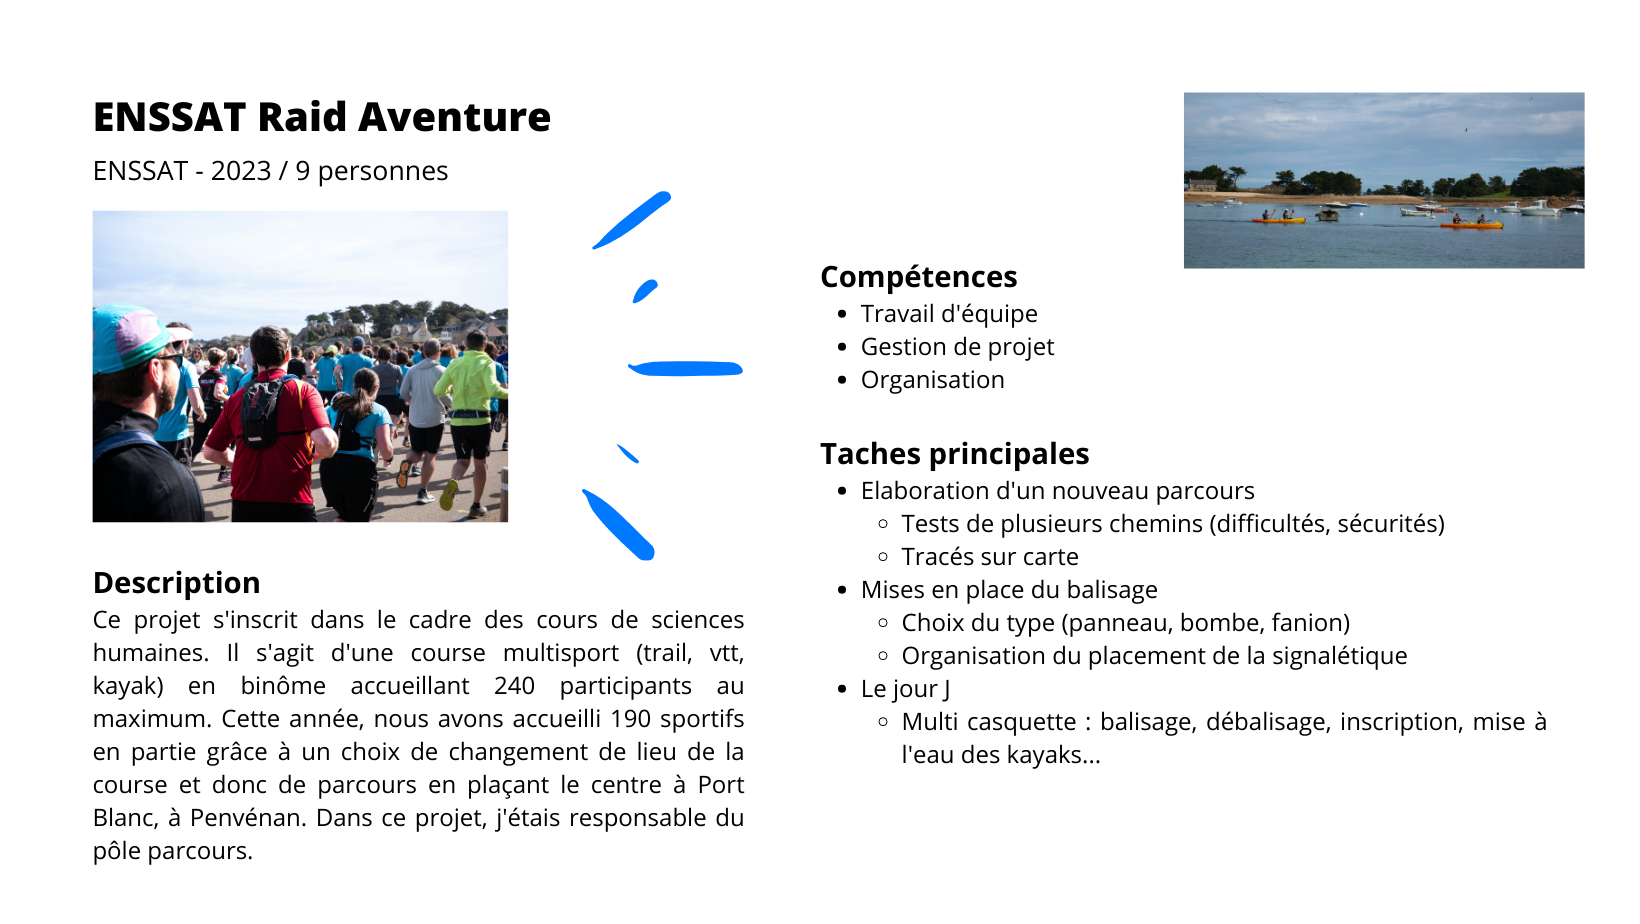 ENSSAT Raid Aventure
ENSSAT - 2023 / 9 personnes
Description
Ce projet s'inscrit dans le cadre des cours de sciences
humaines. Il s'agit d'une course multisport (trail, vtt,
kayak) en binôme accueillant 240 participants au
maximum. Cette année, nous avons accueilli 190 sportifs
en partie grâce à un choix de changement de lieu de la
course et donc de parcours en plaçant le centre à Port
Blanc, à Penvénan. Dans ce projet, j'étais responsable du
pôle parcours.
Compétences
• Travail d'équipe
• Gestion de projet
• Organisation
Taches principales
• Elaboration d'un nouveau parcours
◦ Tests de plusieurs chemins (difficultés, sécurités)
◦ Tracés sur carte
• Mises en place du balisage
◦ Choix du type (panneau, bombe, fanion)
◦ Organisation du placement de la signalétique
• Le jour J
◦ Multi casquette : balisage, débalisage, inscription, mise à
l'eau des kayaks...